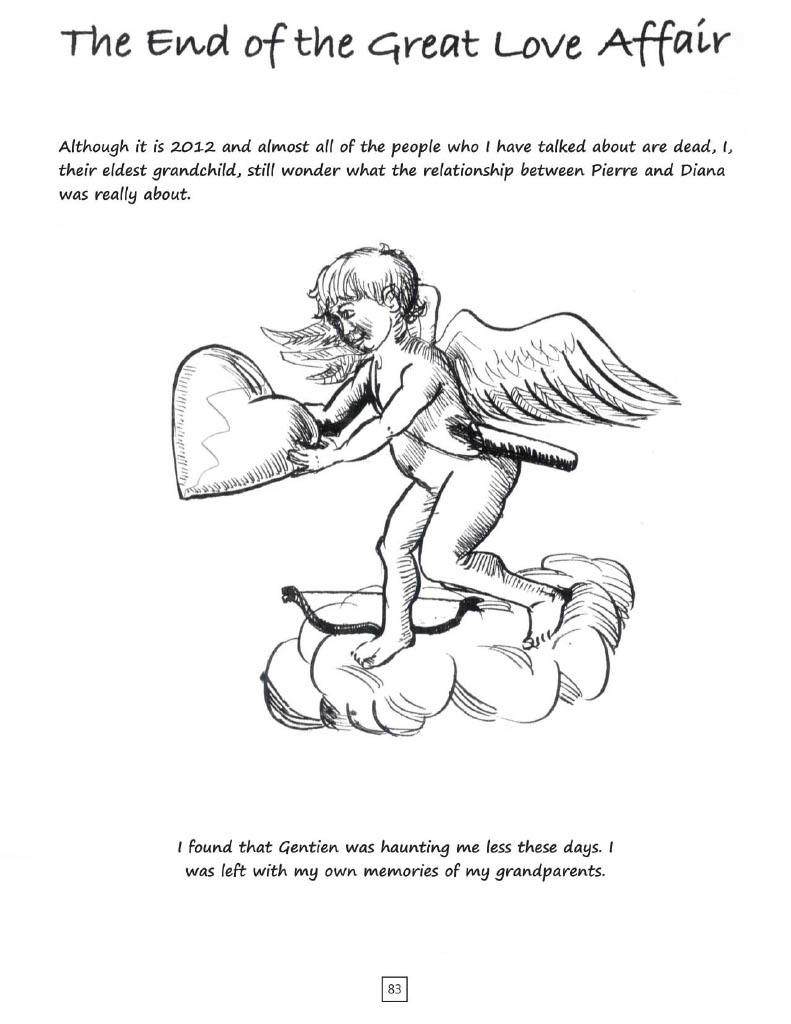 The End of the Great Love Affair
Although it is 2012 and almost all of the people who I have talked about are dead, I,
their eldest grandchild, still wonder what the relationship between Pierre and Diana
was really about.
I found that Gentien was haunting me less these days. I
was left with my own memories of my grandparents.
83